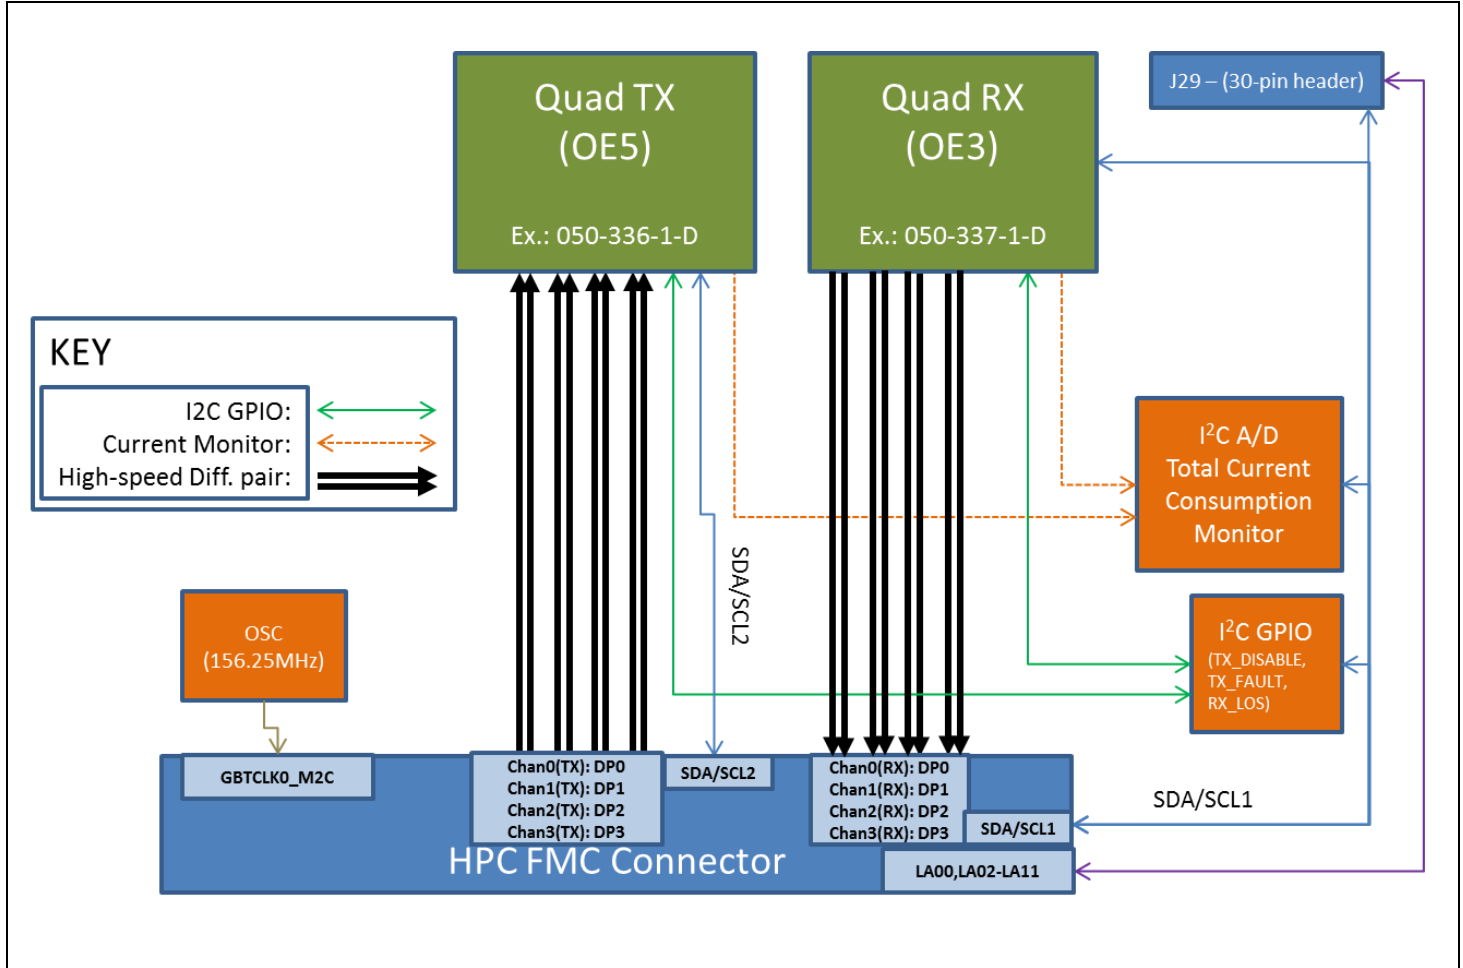 Quad TX
(OE5)
Ex.: 050-336-1-D
Quad RX
(OE3)
Ex.: 050-337-1-D
J29 – (30-pin header)
KEY
I2C GPIO:
Current Monitor:
High-speed Diff. pair:
I²C A/D
Total Current
Consumption
Monitor
SDA/SCL2
OSC
(156.25MHz)
I²C GPIO
(TX_DISABLE,
TX_FAULT,
RX_LOS)
GBTCLK0_M2C
Chan0(TX): DP0
Chan1(TX): DP1
Chan2(TX): DP2
Chan3(TX): DP3
SDA/SCL2
Chan0(RX): DP0
Chan1(RX): DP1
Chan2(RX): DP2
Chan3(RX): DP3
SDA/SCL1
SDA/SCL1
HPC FMC Connector
LA00,LA02-LA11